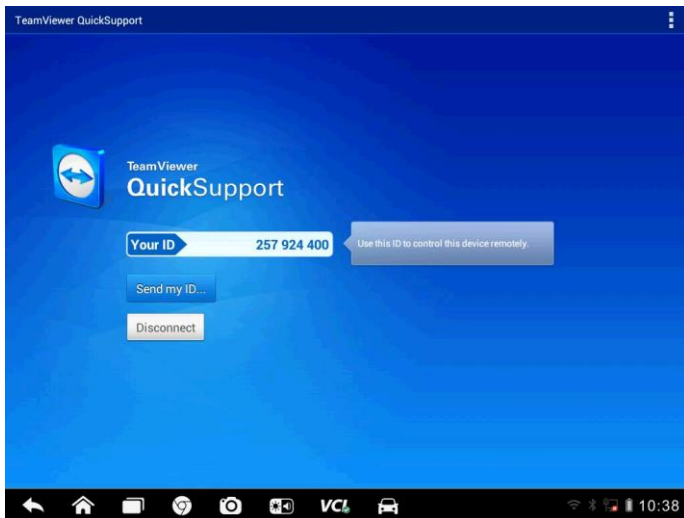 TeamViewer QuickSupport
TeamViewer
QuickSupport
Your ID 257 924 400
Use this ID to control this device remotely.
Send my ID...
Disconnect
VCI 10:38